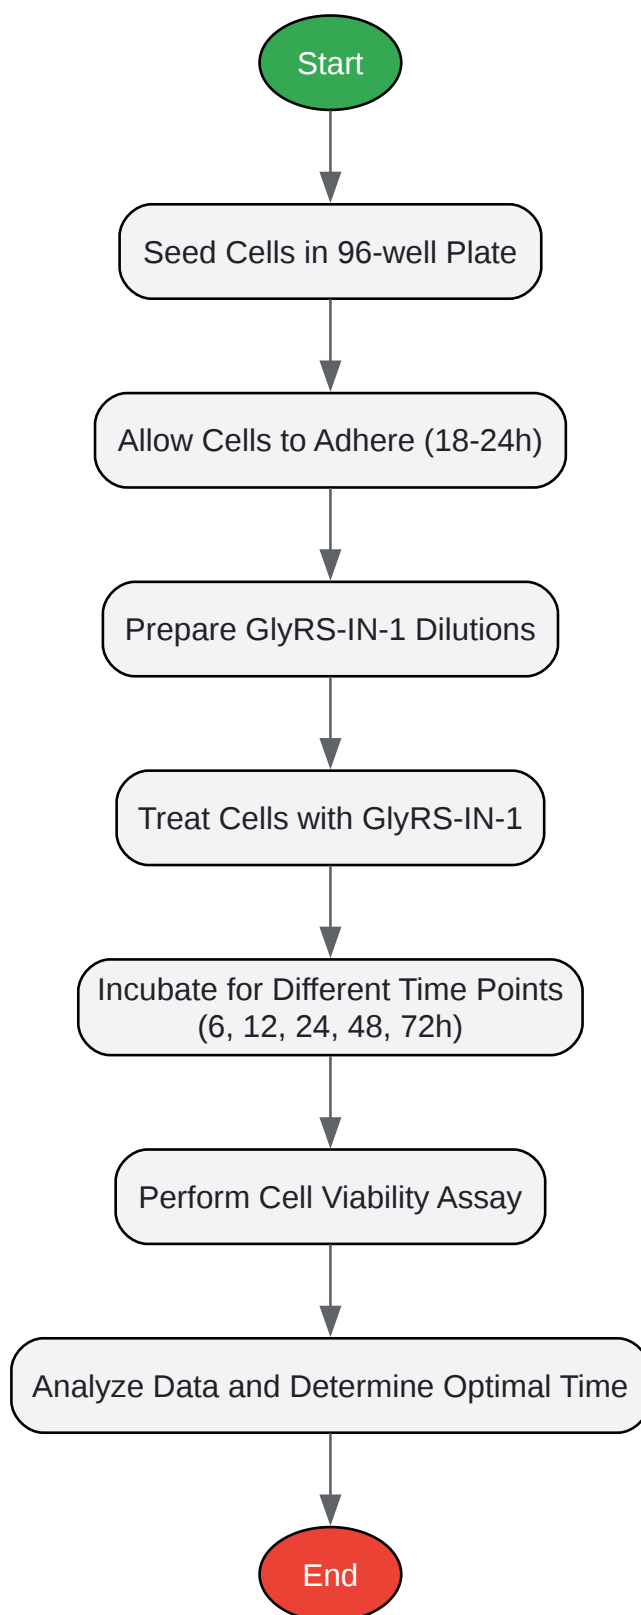 Start
Seed Cells in 96-well Plate
Allow Cells to Adhere (18-24h)
Prepare GlyRS-IN-1 Dilutions
Treat Cells with GlyRS-IN-1
Incubate for Different Time Points
(6, 12, 24, 48, 72h)
Perform Cell Viability Assay
Analyze Data and Determine Optimal Time
End